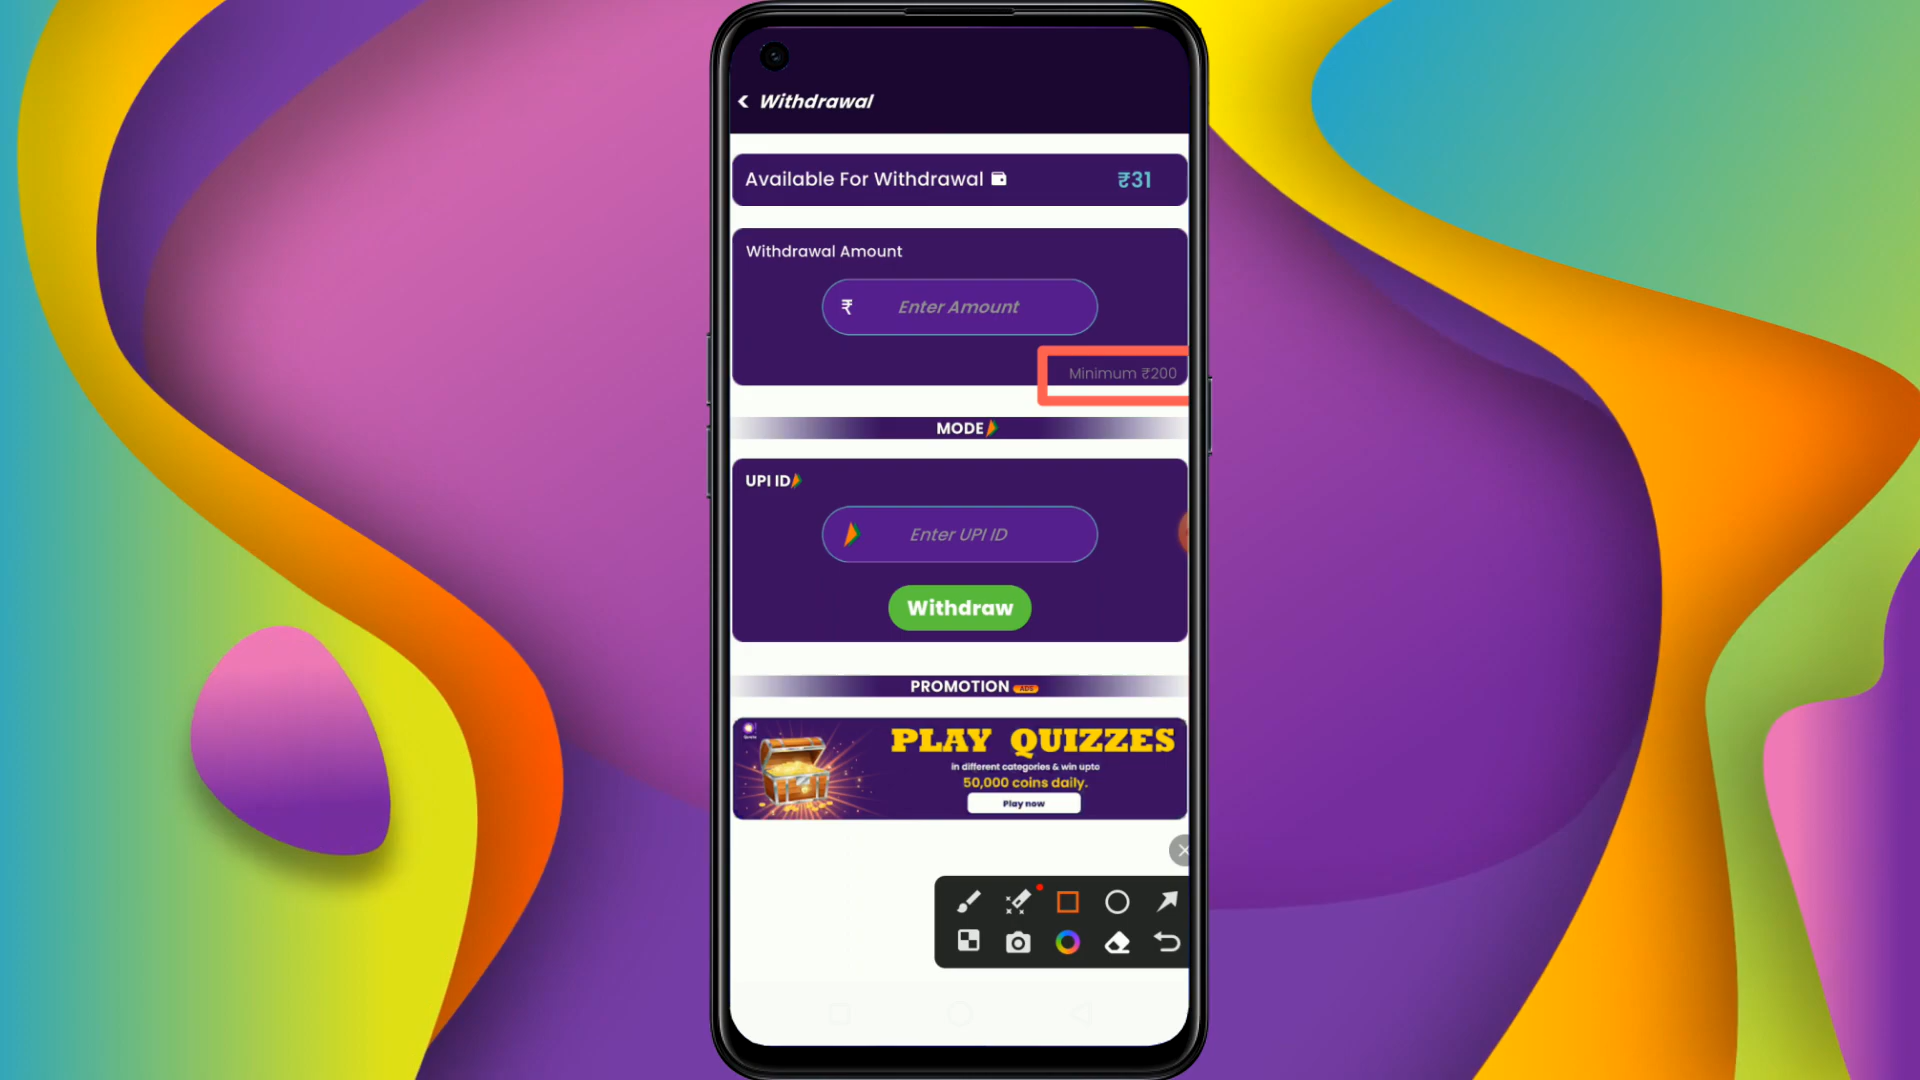 Withdrawal
Available For Withdrawal
₹31
Withdrawal Amount
₹ Enter Amount
Minimum ₹200
MODE
UPI ID
Enter UPI ID
Withdraw
PROMOTION ADS
PLAY QUIZZES
in different categories & win upto
50,000 coins daily.
Play now